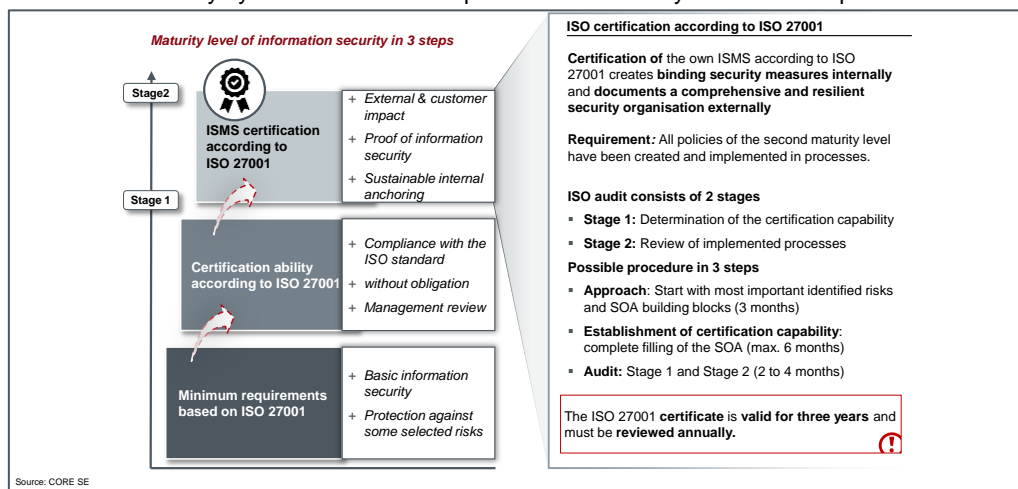 Maturity level of information security in 3 steps
Stage2
ISMS certification
according to
ISO 27001
+ External & customer
impact
+ Proof of information
security
+ Sustainable internal
anchoring
Stage 1
Certification ability
according to ISO 27001
+ Compliance with the
ISO standard
+ without obligation
+ Management review
Minimum requirements
based on ISO 27001
+ Basic information
security
+ Protection against
some selected risks
ISO certification according to ISO 27001
Certification of the own ISMS according to ISO
27001 creates binding security measures internally
and documents a comprehensive and resilient
security organisation externally
Requirement: All policies of the second maturity level
have been created and implemented in processes.
ISO audit consists of 2 stages
▪ Stage 1: Determination of the certification capability
▪ Stage 2: Review of implemented processes
Possible procedure in 3 steps
▪ Approach: Start with most important identified risks
and SOA building blocks (3 months)
▪ Establishment of certification capability:
complete filling of the SOA (max. 6 months)
▪ Audit: Stage 1 and Stage 2 (2 to 4 months)
The ISO 27001 certificate is valid for three years and
must be reviewed annually.
Source: CORE SE